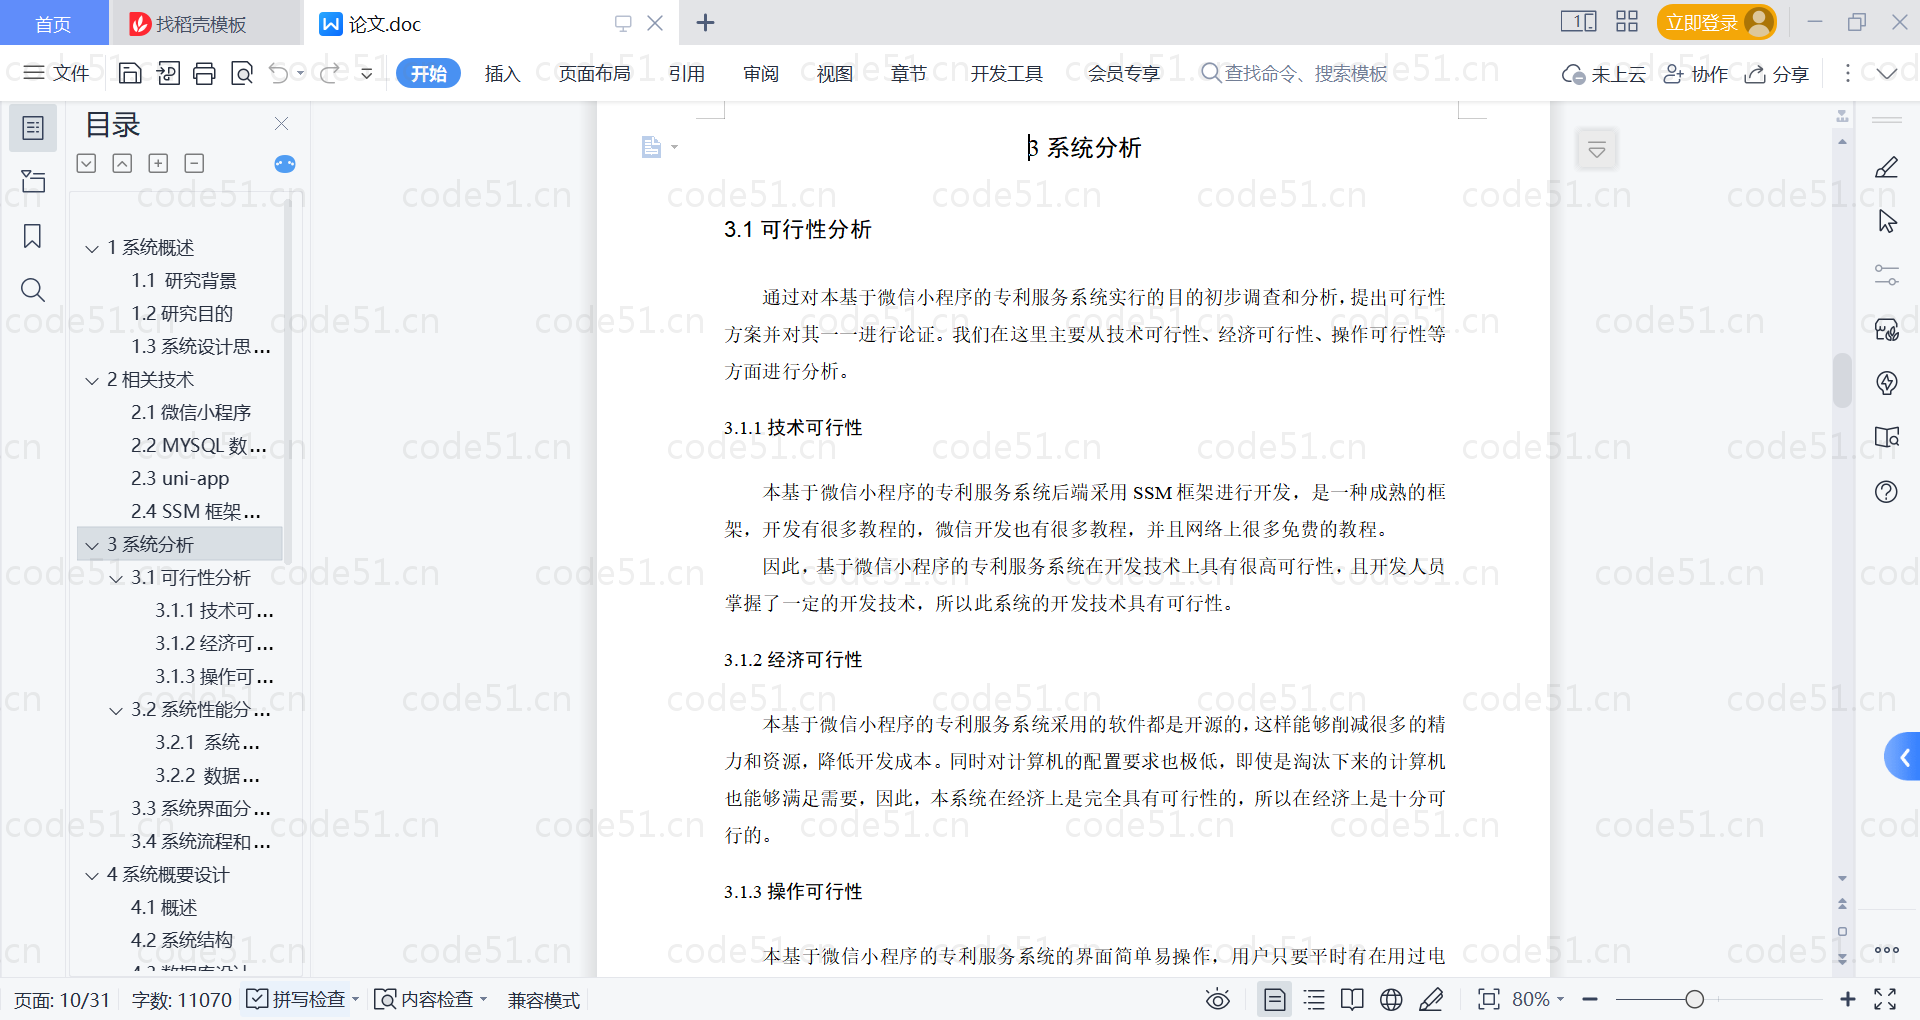 首页
找稻壳模板
论文.doc
立即登录
文件
开始
插入
页面布局
引用
审阅
视图
章节
开发工具
会员专享
查找命令、搜索模板
未上云
协作
分享
目录
1 系统概述
1.1 研究背景
1.2 研究目的
1.3 系统设计思...
2 相关技术
2.1 微信小程序
2.2 MYSQL 数...
2.3 uni-app
2.4 SSM 框架...
3 系统分析
3.1 可行性分析
3.1.1 技术可...
3.1.2 经济可...
3.1.3 操作可...
3.2 系统性能分...
3.2.1 系统...
3.2.2 数据...
3.3 系统界面分...
3.4 系统流程和...
4 系统概要设计
4.1 概述
4.2 系统结构
3 系统分析
3.1 可行性分析
通过对本基于微信小程序的专利服务系统实行的目的初步调查和分析，提出可行性
方案并对其一一进行论证。我们在这里主要从技术可行性、经济可行性、操作可行性等
方面进行分析。
3.1.1 技术可行性
本基于微信小程序的专利服务系统后端采用 SSM 框架进行开发，是一种成熟的框
架，开发有很多教程的，微信开发也有很多教程，并且网络上很多免费的教程。
因此，基于微信小程序的专利服务系统在开发技术上具有很高可行性，且开发人员
掌握了一定的开发技术，所以此系统的开发技术具有可行性。
3.1.2 经济可行性
本基于微信小程序的专利服务系统采用的软件都是开源的，这样能够削减很多的精
力和资源，降低开发成本。同时对计算机的配置要求也极低，即使是淘汰下来的计算机
也能够满足需要，因此，本系统在经济上是完全具有可行性的，所以在经济上是十分可
行的。
3.1.3 操作可行性
本基于微信小程序的专利服务系统的界面简单易操作，用户只要平时有在用过电
页面: 10/31
字数: 11070
拼写检查
内容检查
兼容模式
80%
code51.cn